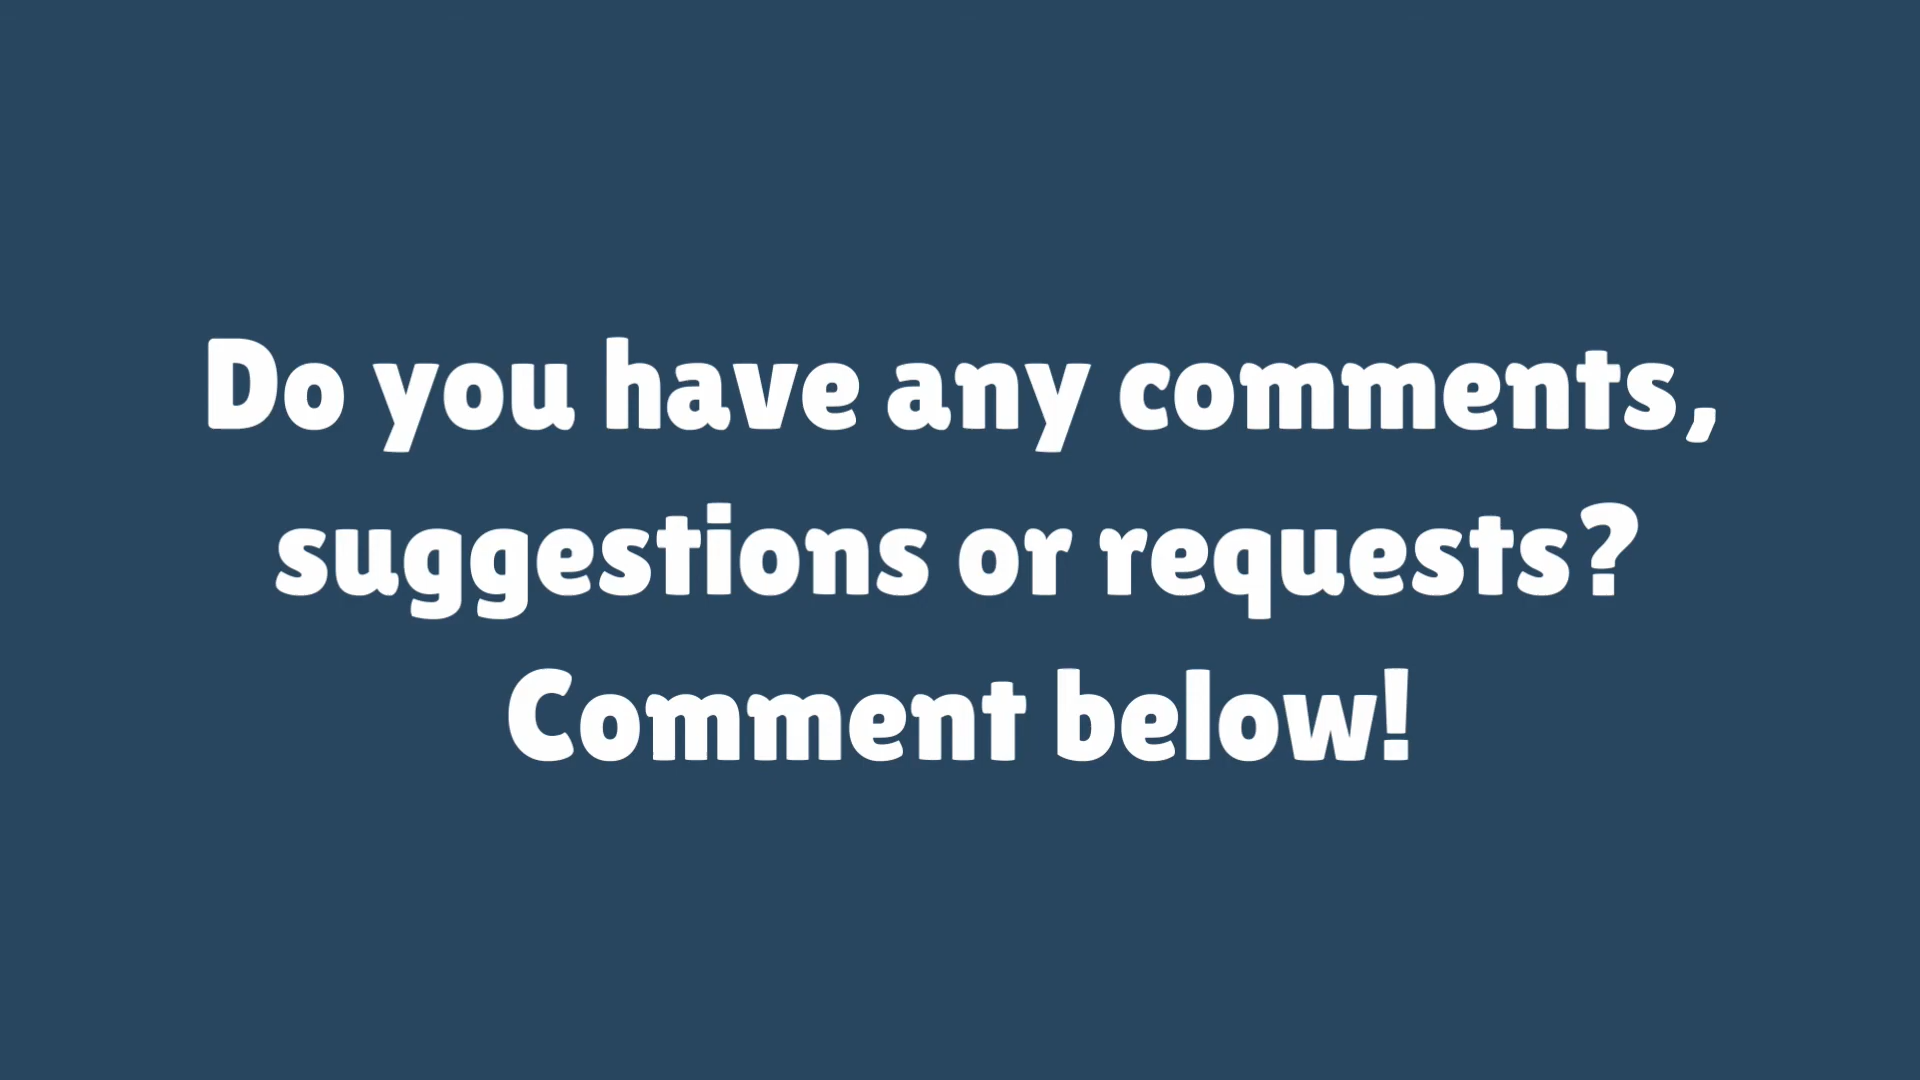 Do you have any comments,
suggestions or requests?
Comment below!